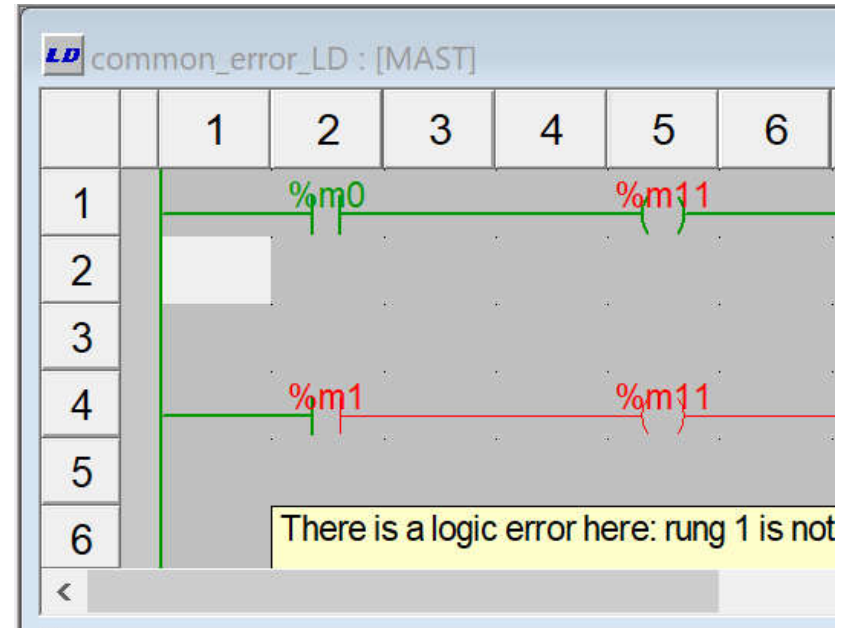 LD common_error_LD : [MAST]
1 2 3 4 5 6
1 %m0 %m11
2
3
4 %m1 %m11
5
6 There is a logic error here: rung 1 is not